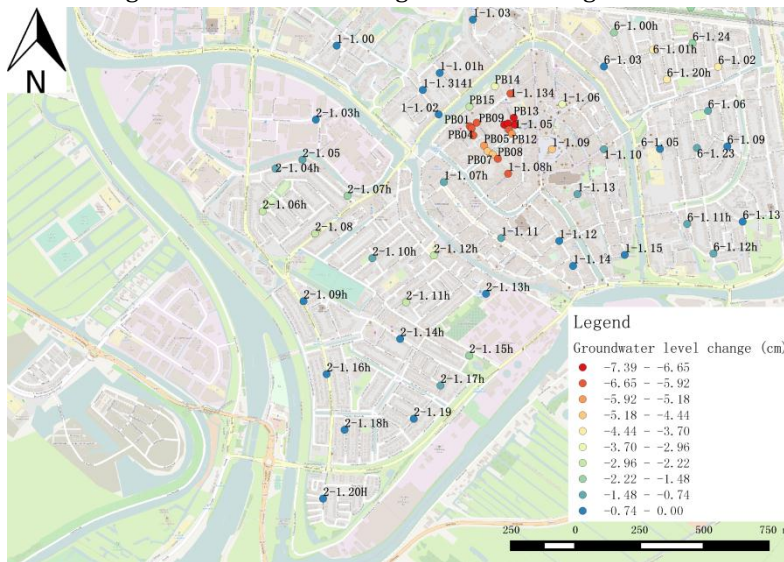 1-1.03
6-1.00h
1-1.00
6-1.24
6-1.01h
N
1-1.01h
6-1.03
6-1.02
6-1.20h
PB14
1-1.3141
1-1.134
PB15
1-1.06
2-1.03h
1-1.02
PB13
6-1.06
PB01
PB09
1-1.05
PB04
PB05
PB12
1-1.09
6-1.05
6-1.09
2-1.05
PB08
1-1.10
6-1.23
2-1.04h
PB07
1-1.08h
1-1.07h
2-1.07h
1-1.13
2-1.06h
6-1.11h
6-1.13
2-1.08
1-1.11
1-1.12
2-1.10h
2-1.12h
1-1.15
6-1.12h
1-1.14
2-1.09h
2-1.11h
2-1.13h
Legend
2-1.14h
Groundwater level change (cm)
2-1.15h
-7.39 - -6.65
2-1.16h
-6.65 - -5.92
2-1.17h
-5.92 - -5.18
-5.18 - -4.44
-4.44 - -3.70
2-1.19
-3.70 - -2.96
2-1.18h
-2.96 - -2.22
-2.22 - -1.48
-1.48 - -0.74
2-1.20H
-0.74 - 0.00
250 0 250 500 750